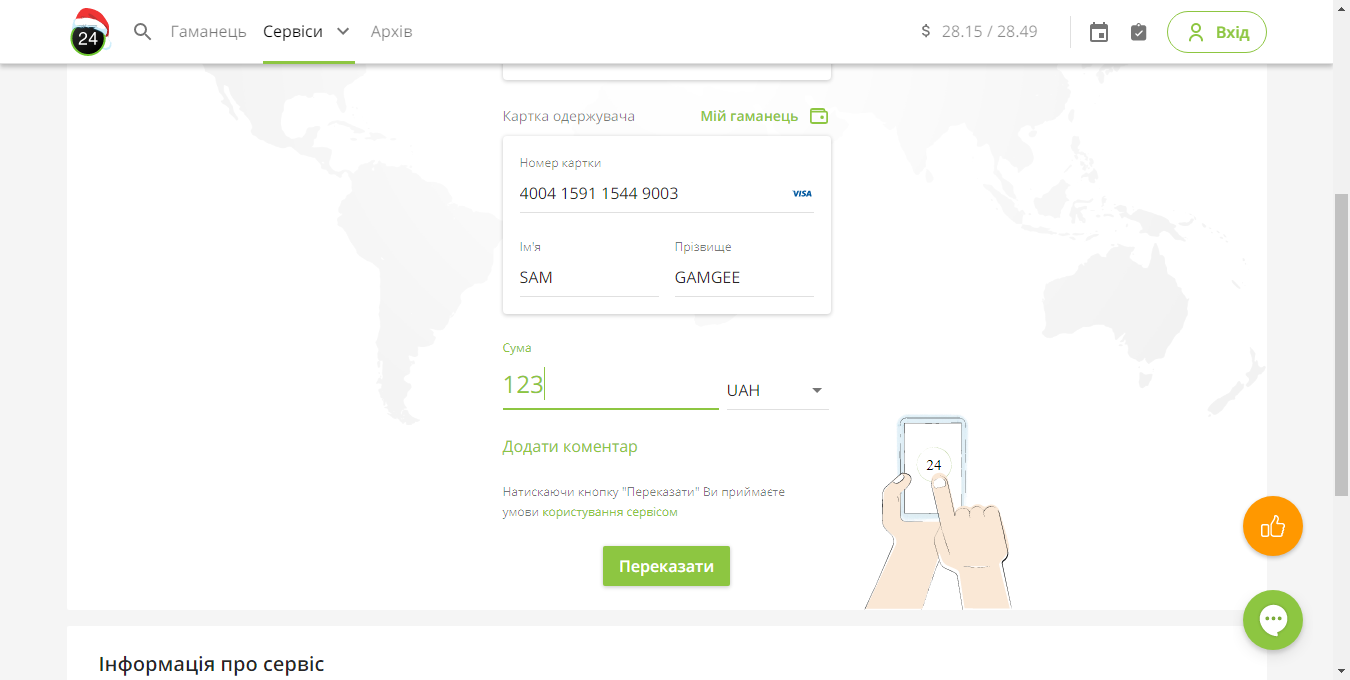 24 Гаманець Сервіси Архів $ 28.15 / 28.49 Вхід
Картка одержувача Мій гаманець
Номер картки
4004 1591 1544 9003 VISA
Ім'я Прізвище
SAM GAMGEE
Сума
123 UAH
Додати коментар
24
Натискаючи кнопку "Переказати" Ви приймаєте
умови користування сервісом
Переказати
Інформація про сервіс